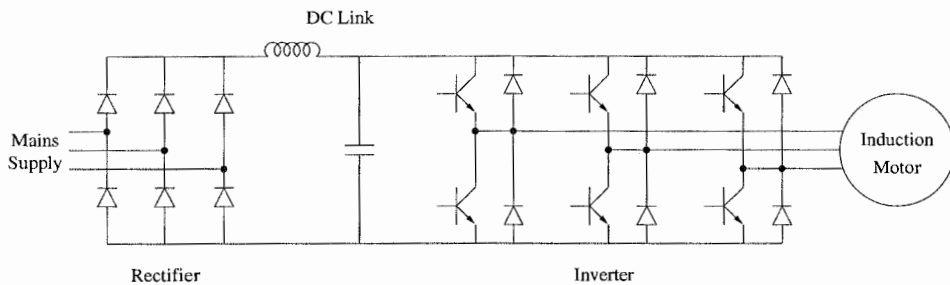 DC Link
Mains
Supply
Induction
Motor
Rectifier
Inverter